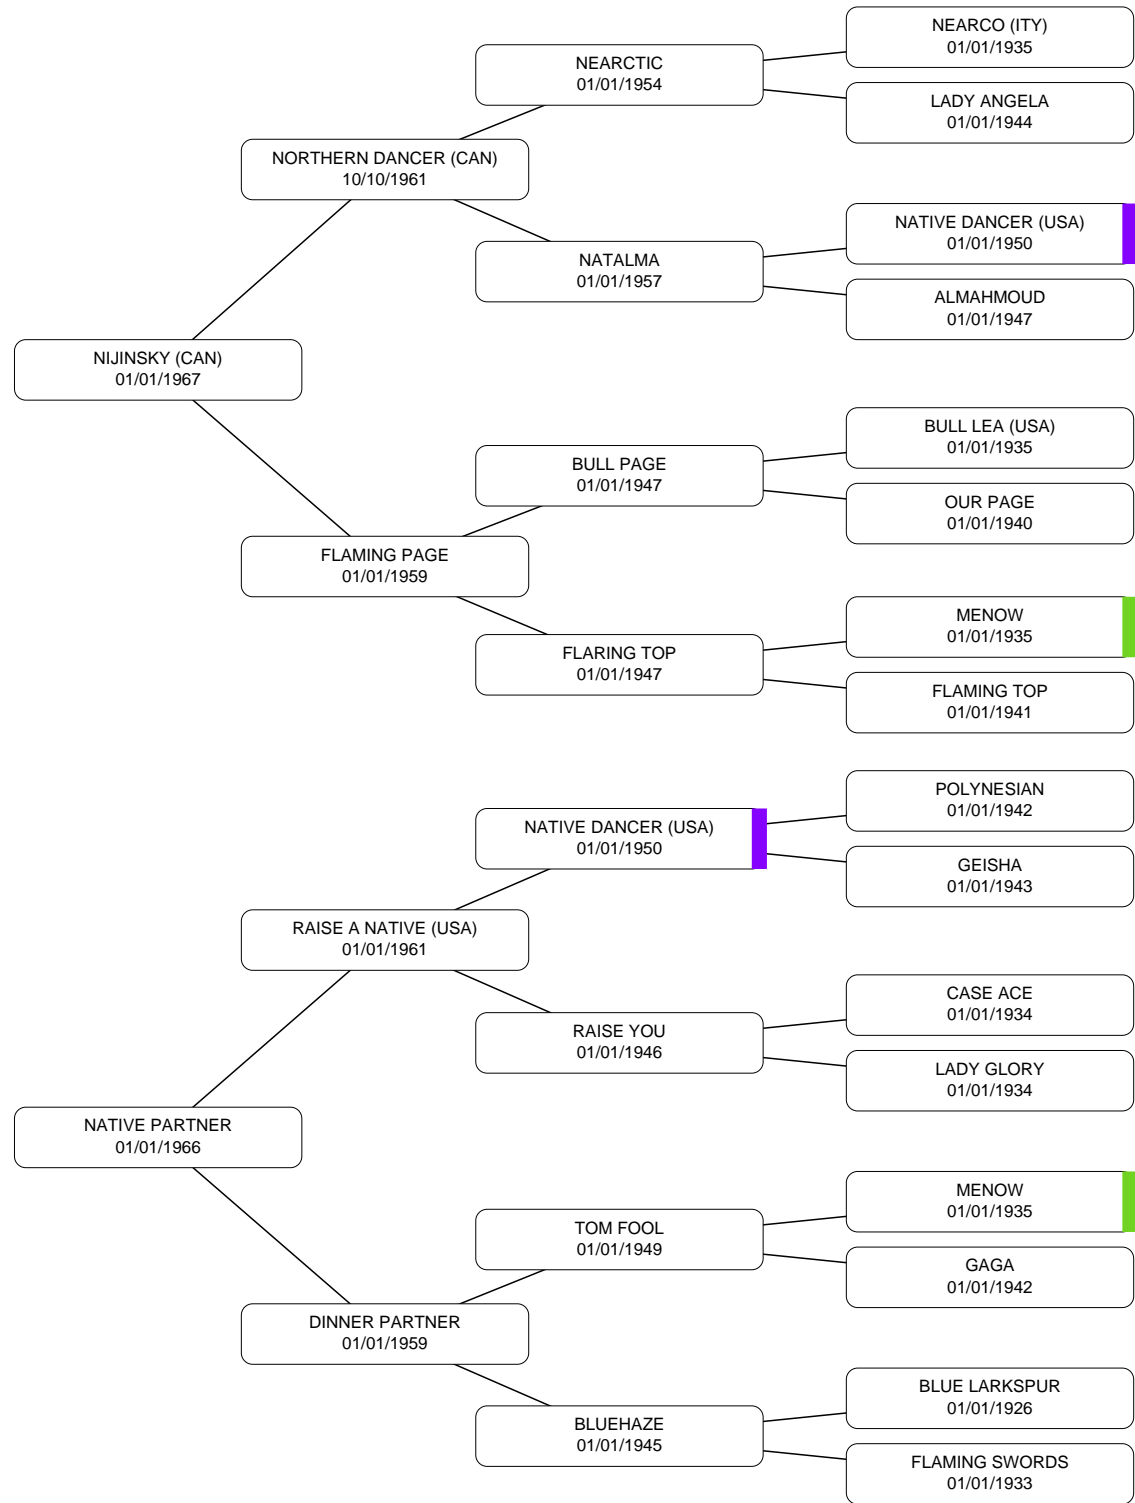 NEARCO (ITY)
01/01/1935
NEARCTIC
01/01/1954
LADY ANGELA
01/01/1944
NORTHERN DANCER (CAN)
10/10/1961
NATIVE DANCER (USA)
01/01/1950
NATALMA
01/01/1957
ALMAHMOUD
01/01/1947
NIJINSKY (CAN)
01/01/1967
BULL LEA (USA)
01/01/1935
BULL PAGE
01/01/1947
OUR PAGE
01/01/1940
FLAMING PAGE
01/01/1959
MENOW
01/01/1935
FLARING TOP
01/01/1947
FLAMING TOP
01/01/1941
POLYNESIAN
01/01/1942
NATIVE DANCER (USA)
01/01/1950
GEISHA
01/01/1943
RAISE A NATIVE (USA)
01/01/1961
CASE ACE
01/01/1934
RAISE YOU
01/01/1946
LADY GLORY
01/01/1934
NATIVE PARTNER
01/01/1966
MENOW
01/01/1935
TOM FOOL
01/01/1949
GAGA
01/01/1942
DINNER PARTNER
01/01/1959
BLUE LARKSPUR
01/01/1926
BLUEHAZE
01/01/1945
FLAMING SWORDS
01/01/1933